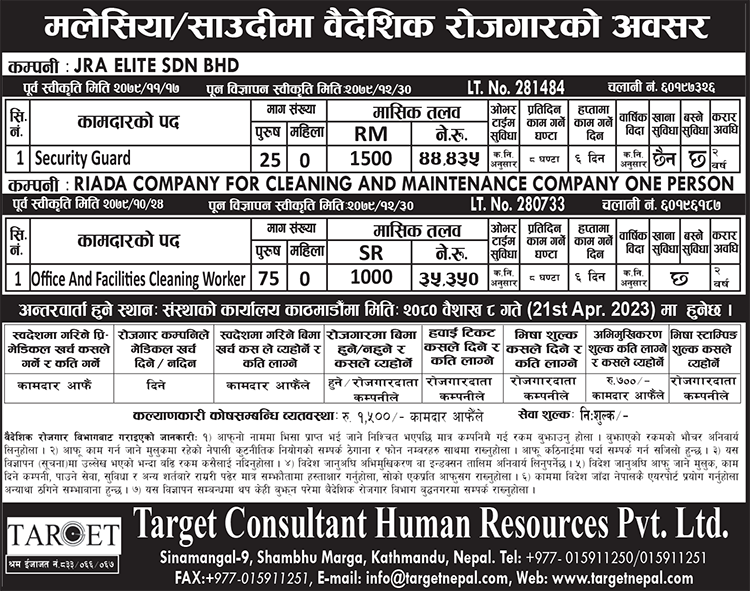 मलेसिया/साउदीमा वैदेशिक रोजगारको अवसर
कम्पनी : JRA ELITE SDN BHD
पूर्व स्वीकृति मिति २०७९/११/१७ पून विज्ञापन स्वीकृति मिति:२०७९/१२/३० LT. No. 281484 चलानी नं. ६०१९७३२६
सि.नं. कामदारको पद माग संख्या पुरुष महिला मासिक तलव RM ने.रू. ओभर टाईम सुविधा प्रतिदिन काम गर्ने घण्टा हप्तामा काम गर्ने दिन वार्षिक विदा खाना सुविधा बस्ने सुविधा करार अवधि
1 Security Guard 25 0 1500 ४४.४३५ क.नि. अनुसार ८ घण्टा ६ दिन क.नि. अनुसार छैन छ २ वर्ष
कम्पनी : RIADA COMPANY FOR CLEANING AND MAINTENANCE COMPANY ONE PERSON
पूर्व स्वीकृति मिति २०७९/१०/२४ पून विज्ञापन स्वीकृति मिति:२०७९/१२/३० LT. No. 280733 चलानी नं. ६०१९६१८७
सि.नं. कामदारको पद माग संख्या पुरुष महिला मासिक तलव SR ने.रू. ओभर टाईम सुविधा प्रतिदिन काम गर्ने घण्टा हप्तामा काम गर्ने दिन वार्षिक विदा खाना सुविधा बस्ने सुविधा करार अवधि
1 Office And Facilities Cleaning Worker 75 0 1000 ३५.३५० क.नि. अनुसार ८ घण्टा ६ दिन क.नि. अनुसार छ २ वर्ष
अन्तरवार्ता हुने स्थान: संस्थाको कार्यालय काठमाडौंमा मिति: २०८० वैशाख ८ गते (21st Apr. 2023) मा हुनेछ ।
स्वदेशमा गरिने प्रि-मेडिकल खर्च कसले गर्ने र कति गर्ने रोजगार कम्पनिले मेडिकल खर्च दिने / नदिन स्वदेशमा गरिने बिमा खर्च कस ले व्यहोर्ने र कति लाग्ने रोजगारमा बिमा हुने/नहुने र कसले व्यहोर्ने हवाई टिकट कसले दिने र कति लाग्ने भिषा शुल्क कसले दिने र कति लाग्ने अभिमुखिकरण शुल्क कति लाग्ने र कसले व्यहोर्ने भिषा स्टाम्पिङ शुल्क कसले व्यहोर्ने
कामदार आफैं दिने कामदार आफैंले हुने/ रोजगारदाता कम्पनीले रोजगारदाता कम्पनीले रोजगारदाता कम्पनीले रु.७००/- कामदार आफैंले रोजगारदाता कम्पनीले
कल्याणकारी कोषसम्बन्धि व्यतवस्थाः रु. १,५००/- कामदार आफैंले सेवा शुल्क: नि:शुल्क/-
वैदेशिक रोजगार विभागबाट गराइएको जानकारी: १) आफ्नो नाममा भिसा प्राप्त भई जाने निश्चित भएपछि मात्र कम्पनिमै गई रकम बुझाउनु होला । बुझाएको रकमको भौचर अनिवार्य
लिनुहोला । २) आफू काम गर्न जाने मुलुकमा रहेको नेपाली कुटनीतिक नियोगको सम्पर्क ठेगाना र फोन नम्बरहरु साथमा राख्नुहोला । आफू कठिनाईमा पर्दा सम्पर्क गर्न सजिलो हुन्छ । ३) यस
विज्ञापन (सूचना)मा उल्लेख भएको भन्दा बढि रकम कसैलाई नदिनुहोला । ४) विदेश जानुअधि अभिमुखिकरण वा इन्डक्सन तालिम अनिवार्य लिनुपर्नेछ । ५) विदेश जानुअधि आफू जाने मुलुक, काम
दिने कम्पनी, पाउने सेवा, सुविधा र अन्य शर्तबारे राम्ररी पढेर मात्र सम्झौतामा हस्ताक्षर गर्नुहोला, सोको एकप्रति आफुसग राख्नुहोला । ६) काममा विदेश जाँदा नेपालकै एयरपोर्ट प्रयोग गर्नुहोला
अन्यथा ठगिने सम्भावना हुन्छ । ७) यस विज्ञापन सम्बन्धमा थप केही बुझ्न परेमा वैदेशिक रोजगार विभाग बुद्धनगरमा सम्पर्क राख्नुहोला ।
TARGET
श्रम ईजाजत नं.८३३/०६६/०६७
Target Consultant Human Resources Pvt. Ltd.
Sinamangal-9, Shambhu Marga, Kathmandu, Nepal. Tel: +977- 015911250/015911251
FAX:+977-015911251, E-mail: info@targetnepal.com, Web: www.targetnepal.com